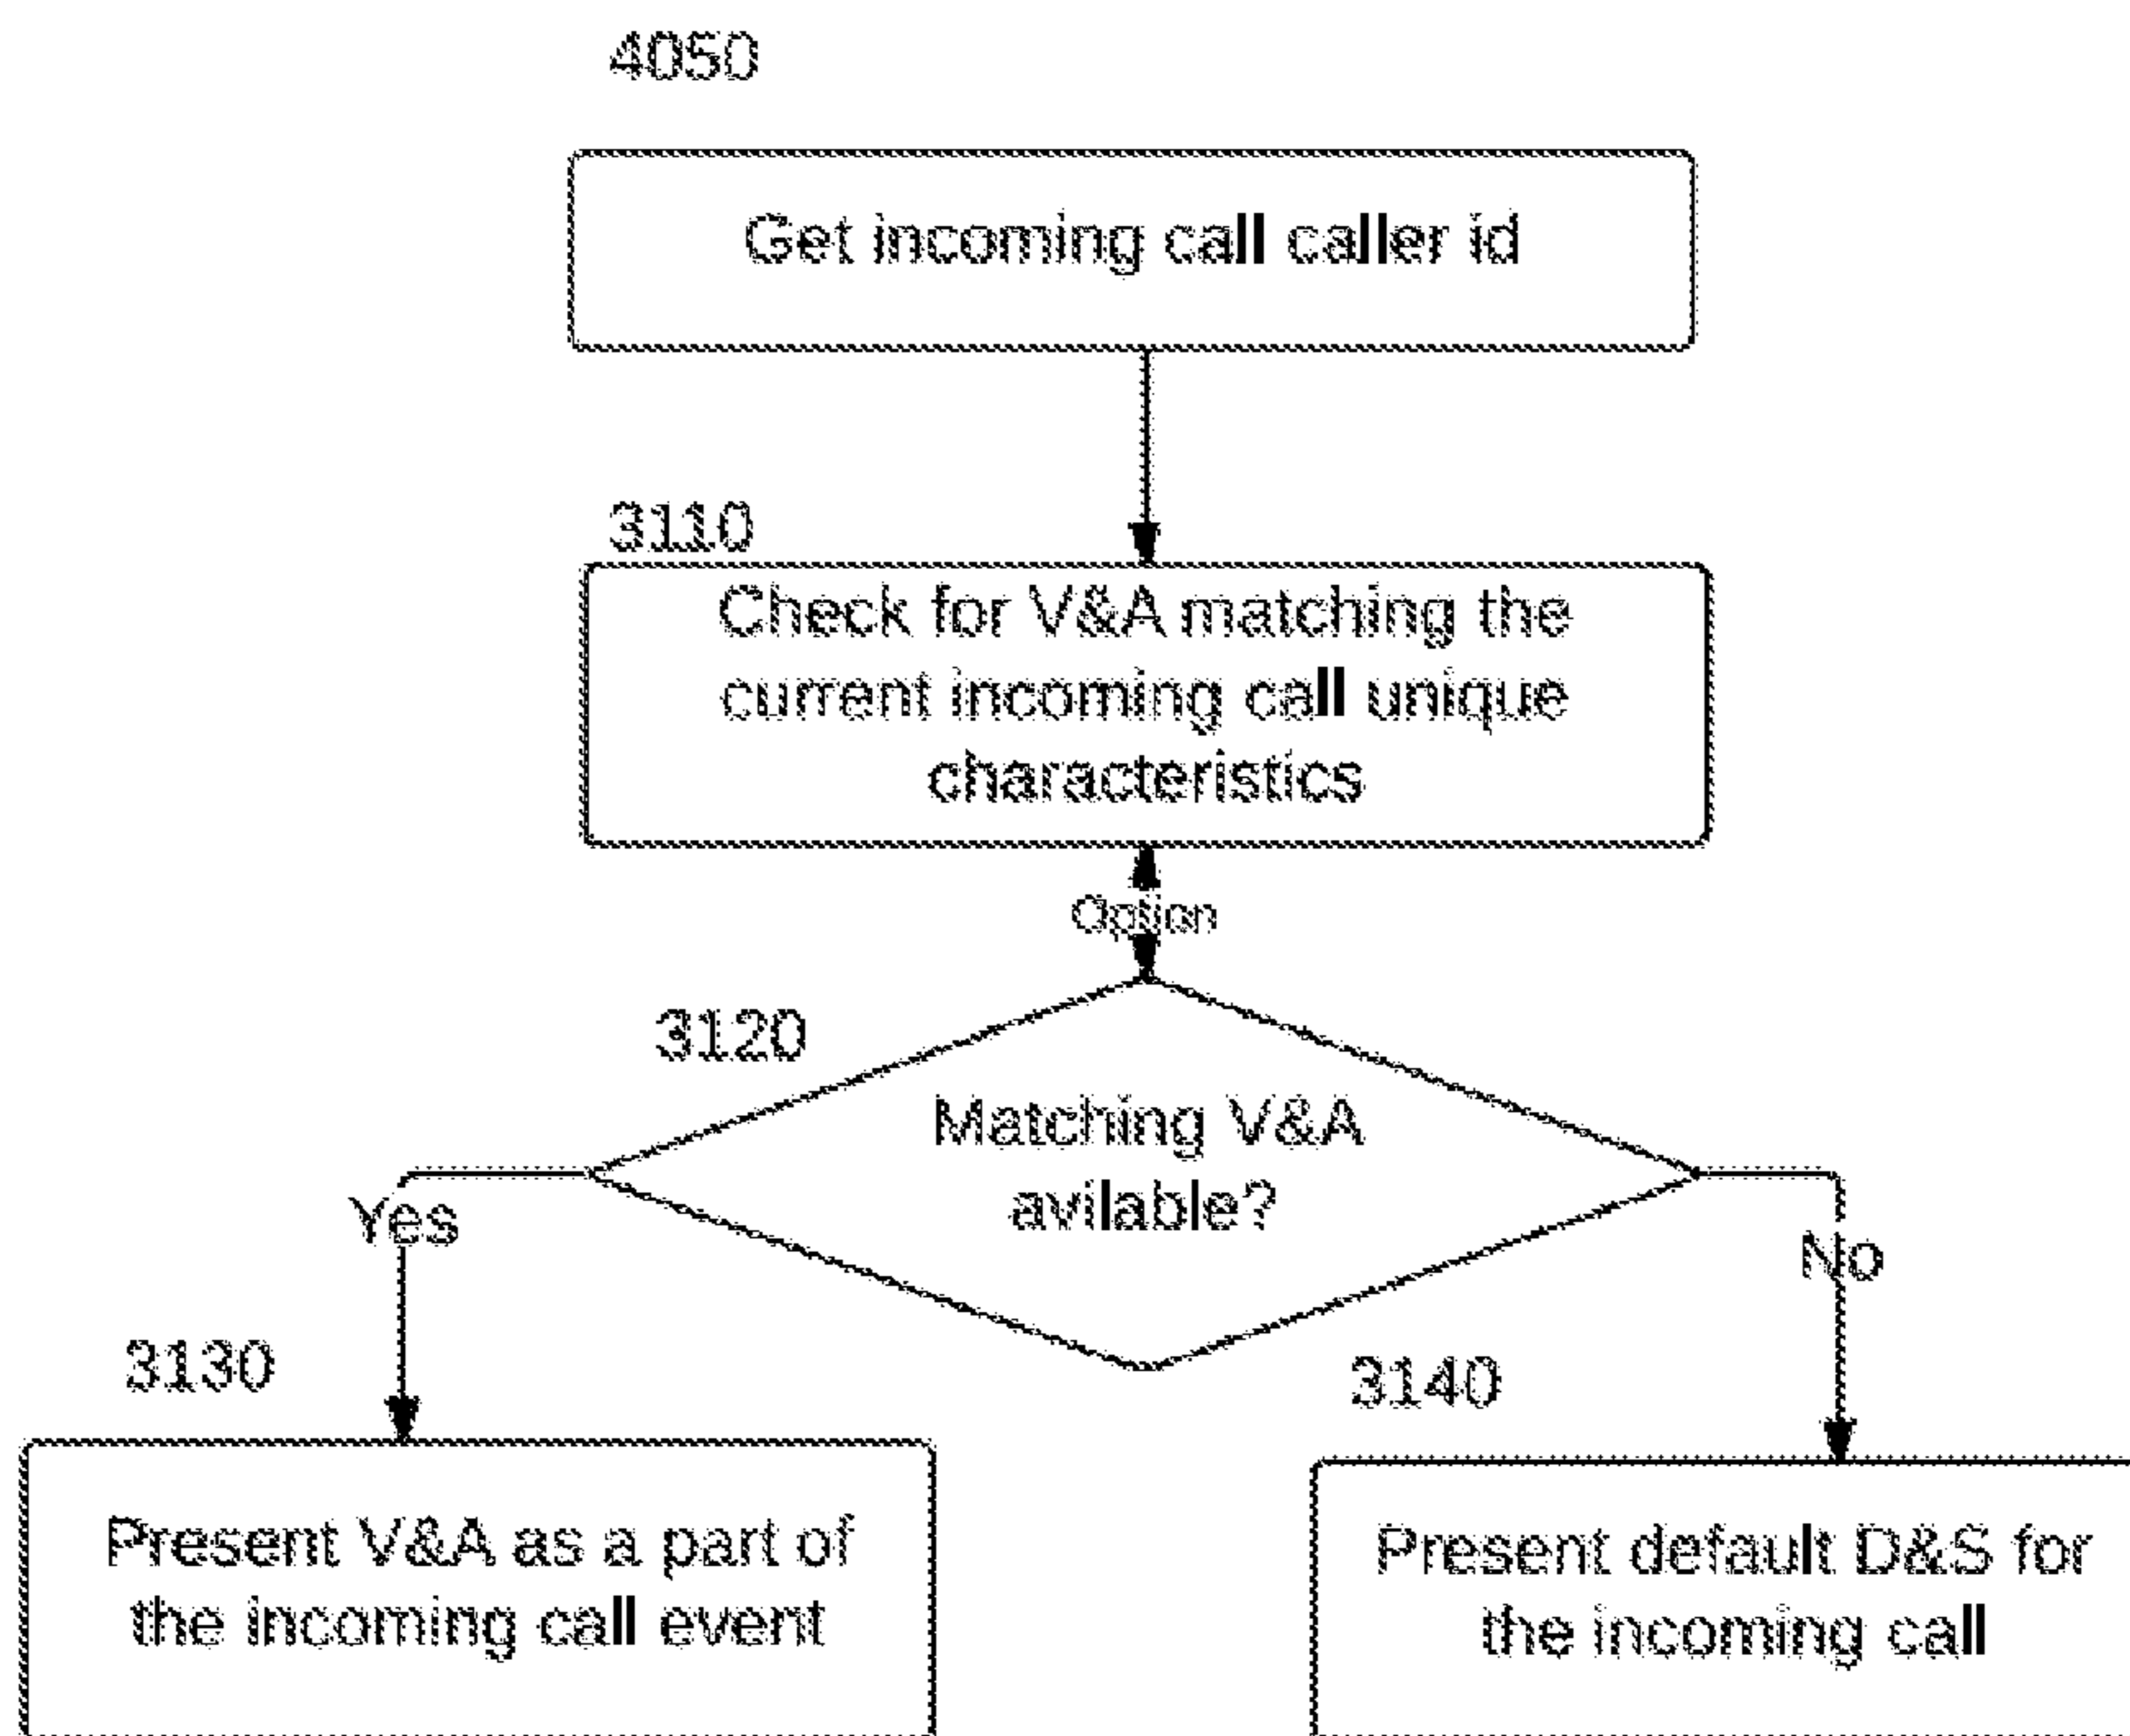 4050
Get incoming call caller id
3110
Check for V&A matching the
current incoming call unique
characteristics
Option
3120
Matching V&A
avilable?
Yes
No
3130
3140
Present V&A as a part of
the incoming call event
Present default D&S for
the incoming call